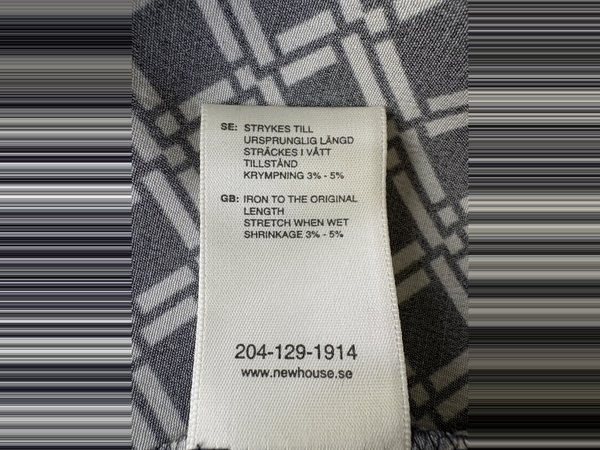 SE: STRYKES TILL
URSPRUNGLIG LÄNGD
STRÄCKES I VÅTT
TILLSTÅND
KRYMPNING 3% - 5%
GB: IRON TO THE ORIGINAL
LENGTH
STRETCH WHEN WET
SHRINKAGE 3% - 5%
204-129-1914
www.newhouse.se